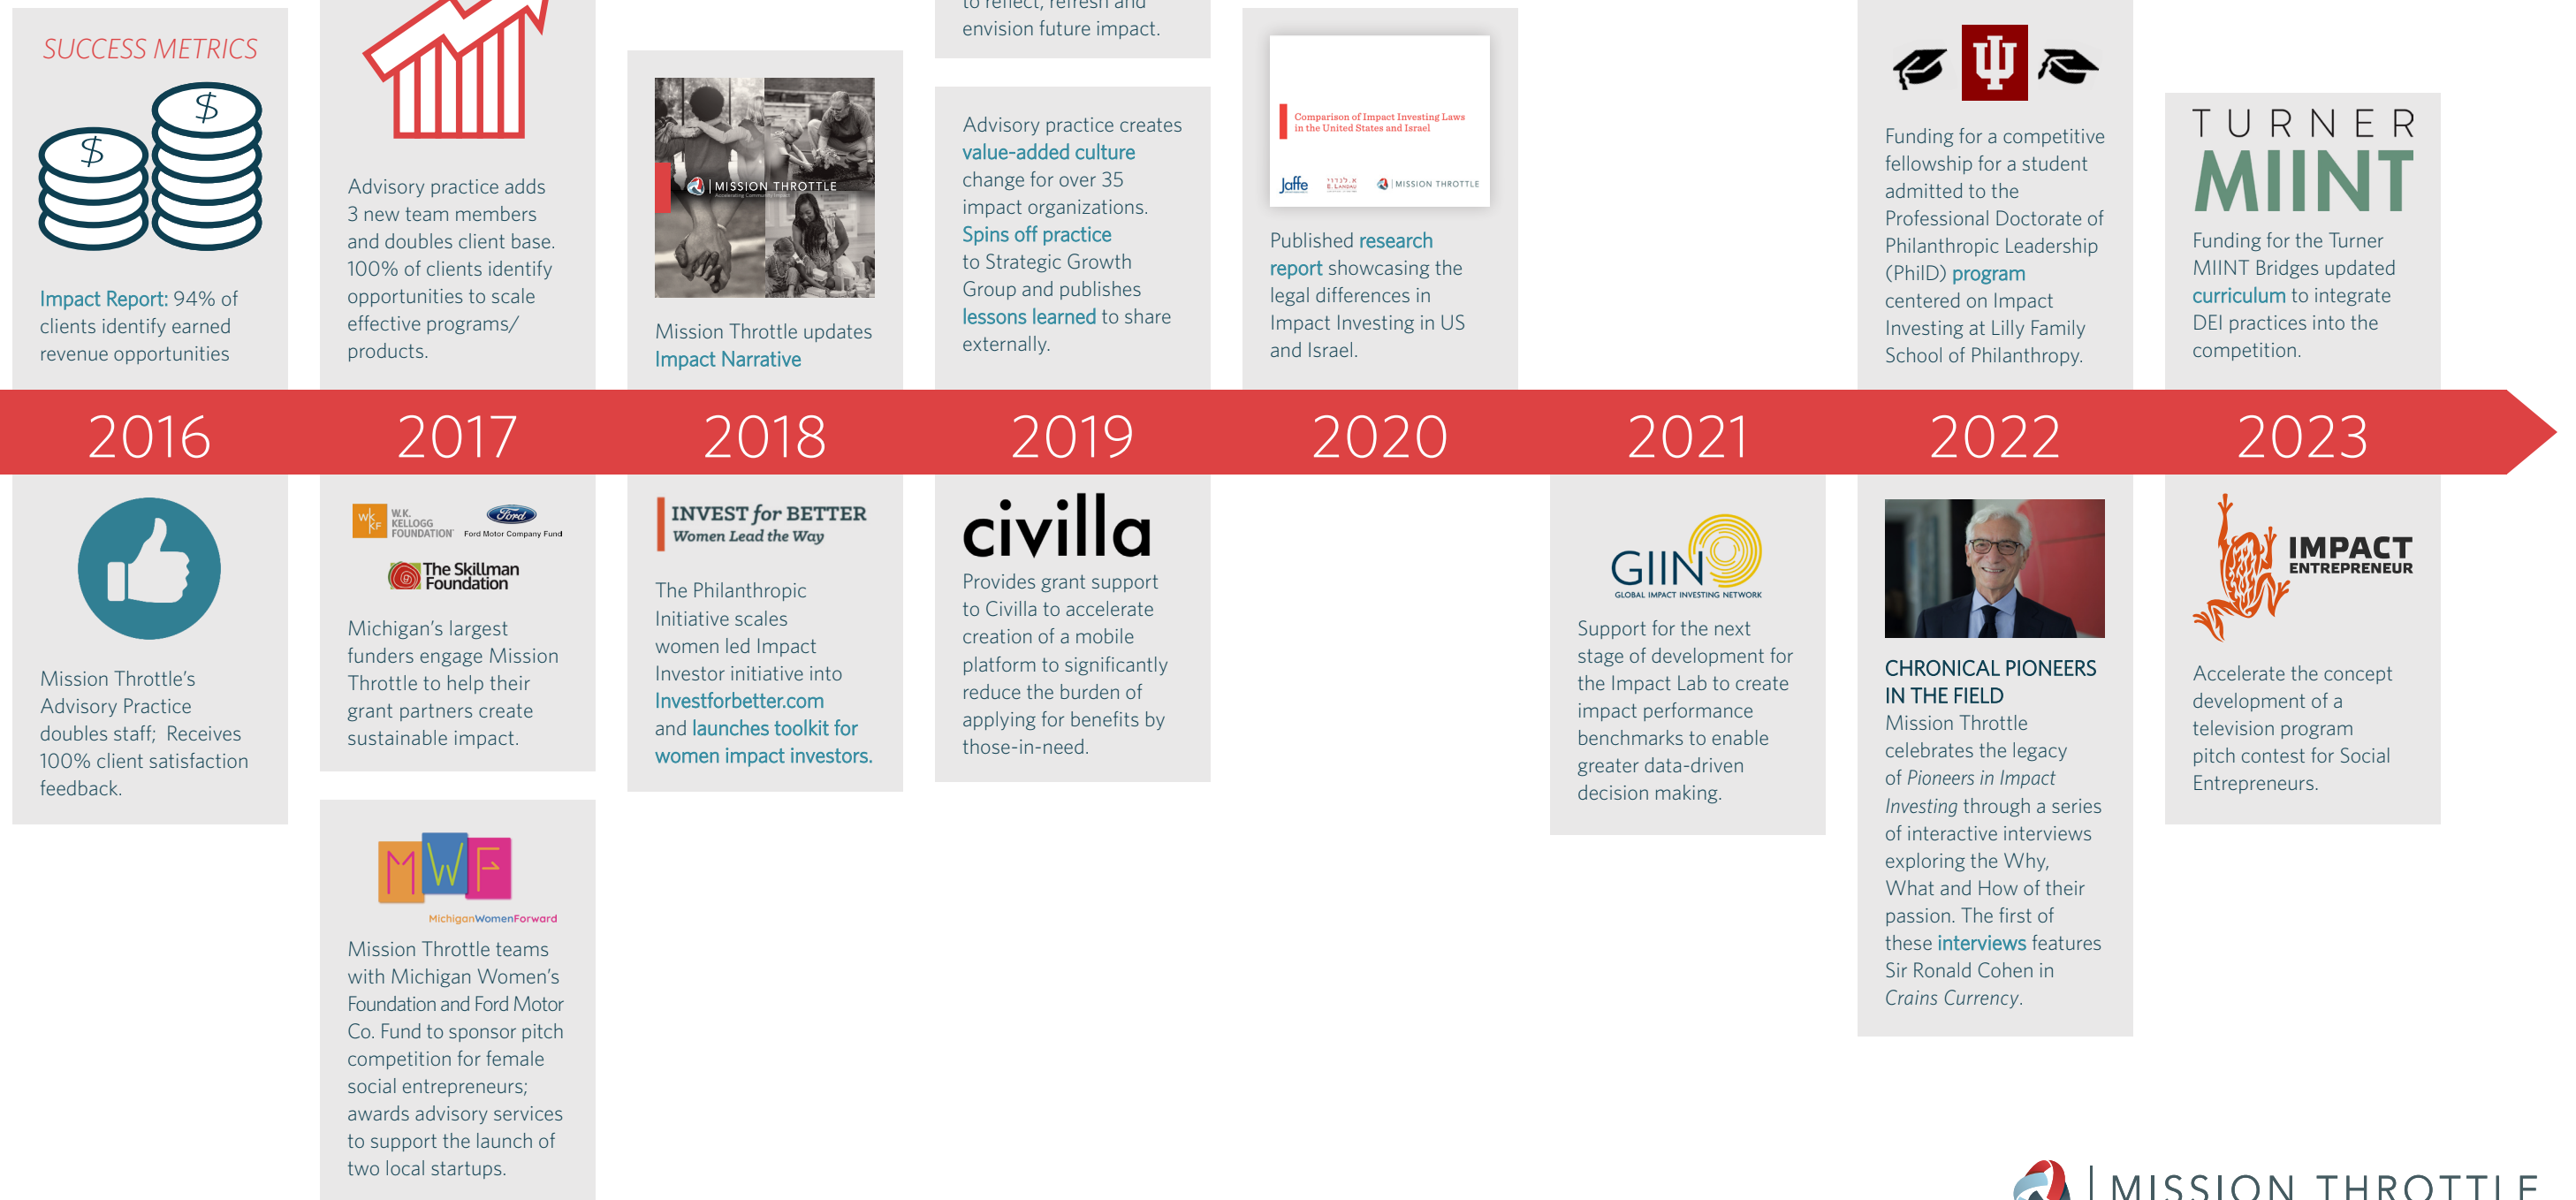 SUCCESS METRICS
$
$
Impact Report: 94% of
clients identify earned
revenue opportunities
Advisory practice adds
3 new team members
and doubles client base.
100% of clients identify
opportunities to scale
effective programs/
products.
MISSION THROTTLE
Mission Throttle updates
Impact Narrative
to reflect, refresh and
envision future impact.
Advisory practice creates
value-added culture
change for over 35
impact organizations.
Spins off practice
to Strategic Growth
Group and publishes
lessons learned to share
externally.
Comparison of Impact Investing Laws
in the United States and Israel
Jaffe
E. LANDAU
MISSION THROTTLE
Published research
report showcasing the
legal differences in
Impact Investing in US
and Israel.
Funding for a competitive
fellowship for a student
admitted to the
Professional Doctorate of
Philanthropic Leadership
(PhilD) program
centered on Impact
Investing at Lilly Family
School of Philanthropy.
TURNER
MIINT
Funding for the Turner
MIINT Bridges updated
curriculum to integrate
DEI practices into the
competition.
2016
2017
2018
2019
2020
2021
2022
2023
Mission Throttle's
Advisory Practice
doubles staff; Receives
100% client satisfaction
feedback.
WK
KF
W.K.
KELLOGG
FOUNDATION
Ford
Ford Motor Company Fund
The Skillman
Foundation
Michigan's largest
funders engage Mission
Throttle to help their
grant partners create
sustainable impact.
MWF
MichiganWomenForward
Mission Throttle teams
with Michigan Women's
Foundation and Ford Motor
Co. Fund to sponsor pitch
competition for female
social entrepreneurs;
awards advisory services
to support the launch of
two local startups.
INVEST for BETTER
Women Lead the Way
The Philanthropic
Initiative scales
women led Impact
Investor initiative into
Investforbetter.com
and launches toolkit for
women impact investors.
civilla
Provides grant support
to Civilla to accelerate
creation of a mobile
platform to significantly
reduce the burden of
applying for benefits by
those-in-need.
GIIN
GLOBAL IMPACT INVESTING NETWORK
Support for the next
stage of development for
the Impact Lab to create
impact performance
benchmarks to enable
greater data-driven
decision making.
CHRONICAL PIONEERS
IN THE FIELD
Mission Throttle
celebrates the legacy
of Pioneers in Impact
Investing through a series
of interactive interviews
exploring the Why,
What and How of their
passion. The first of
these interviews features
Sir Ronald Cohen in
Crains Currency.
IMPACT
ENTREPRENEUR
Accelerate the concept
development of a
television program
pitch contest for Social
Entrepreneurs.
MISSION THROTTLE